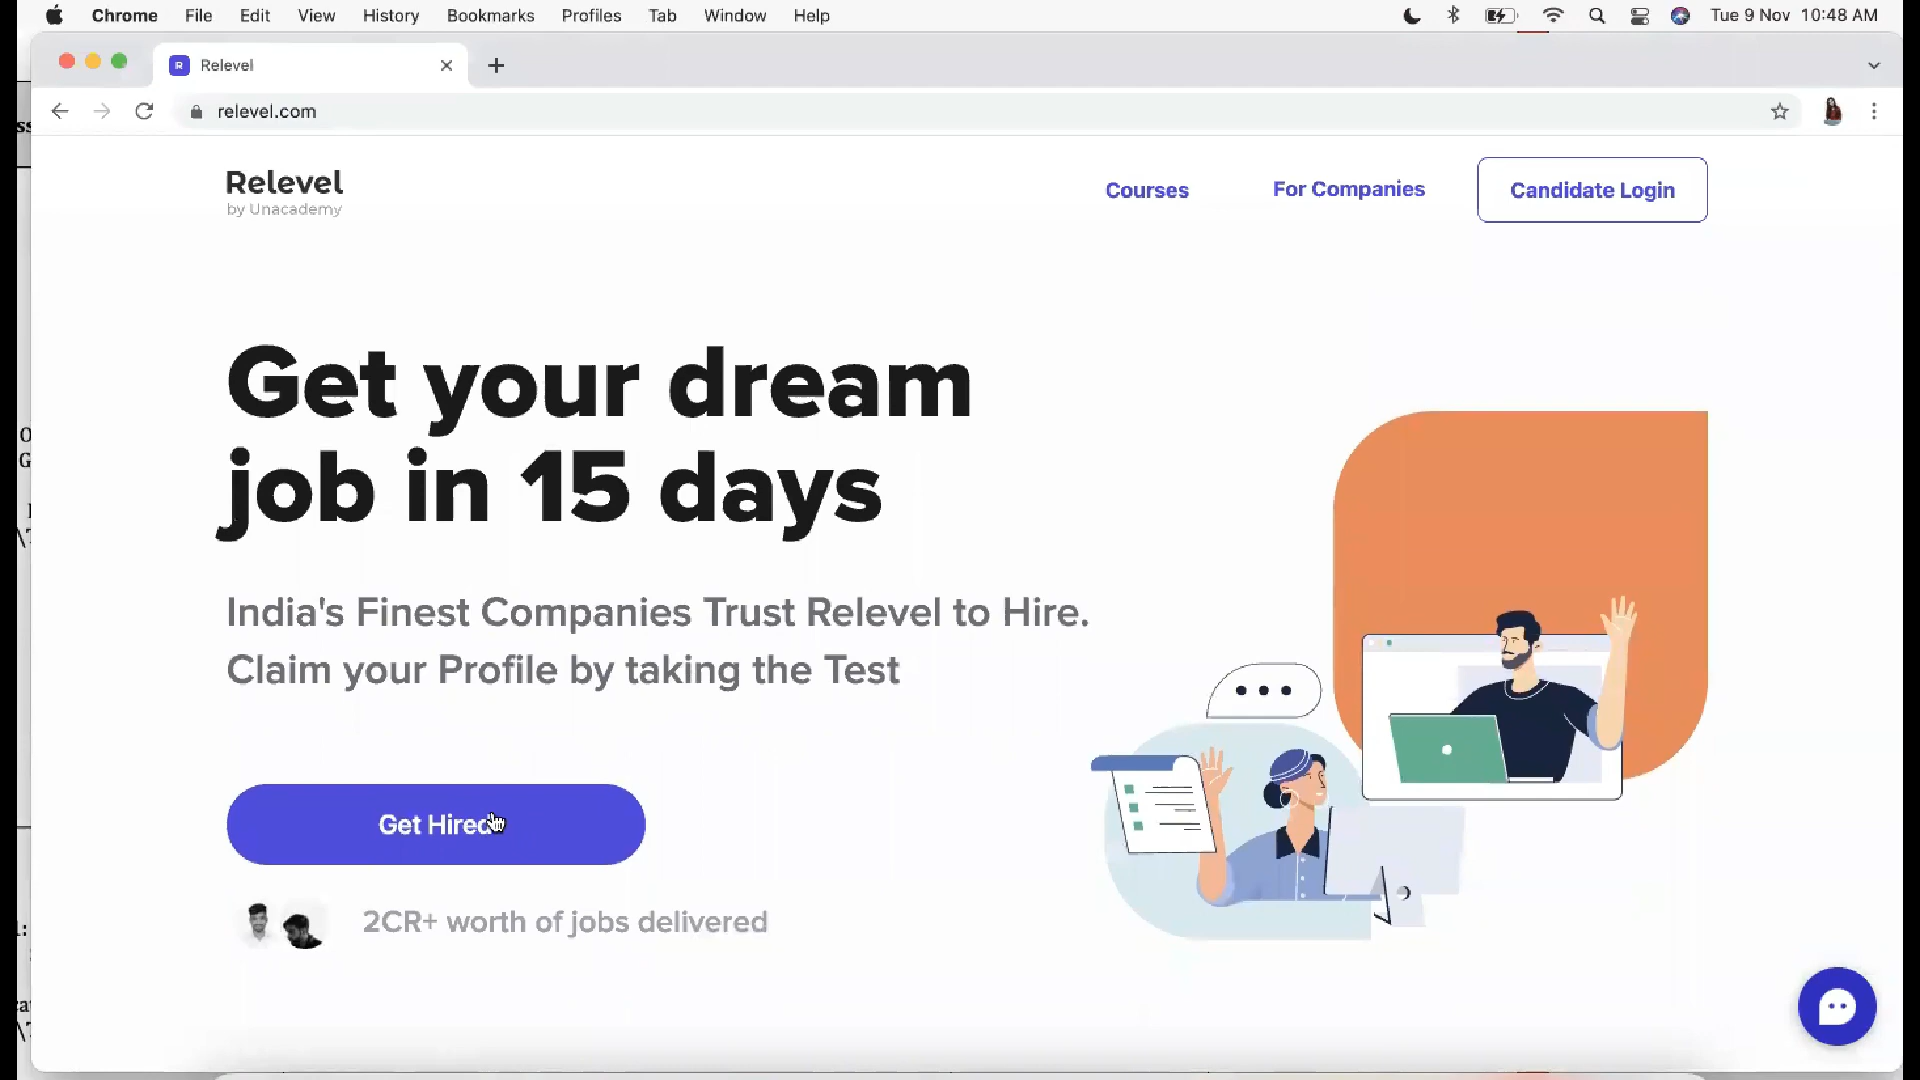 Chrome File Edit View History Bookmarks Profiles Tab Window Help Tue 9 Nov 10:48 AM
Relevel
relevel.com
Relevel
by Unacademy
Courses For Companies Candidate Login
Get your dream
job in 15 days
India's Finest Companies Trust Relevel to Hire.
Claim your Profile by taking the Test
Get Hired
2CR+ worth of jobs delivered